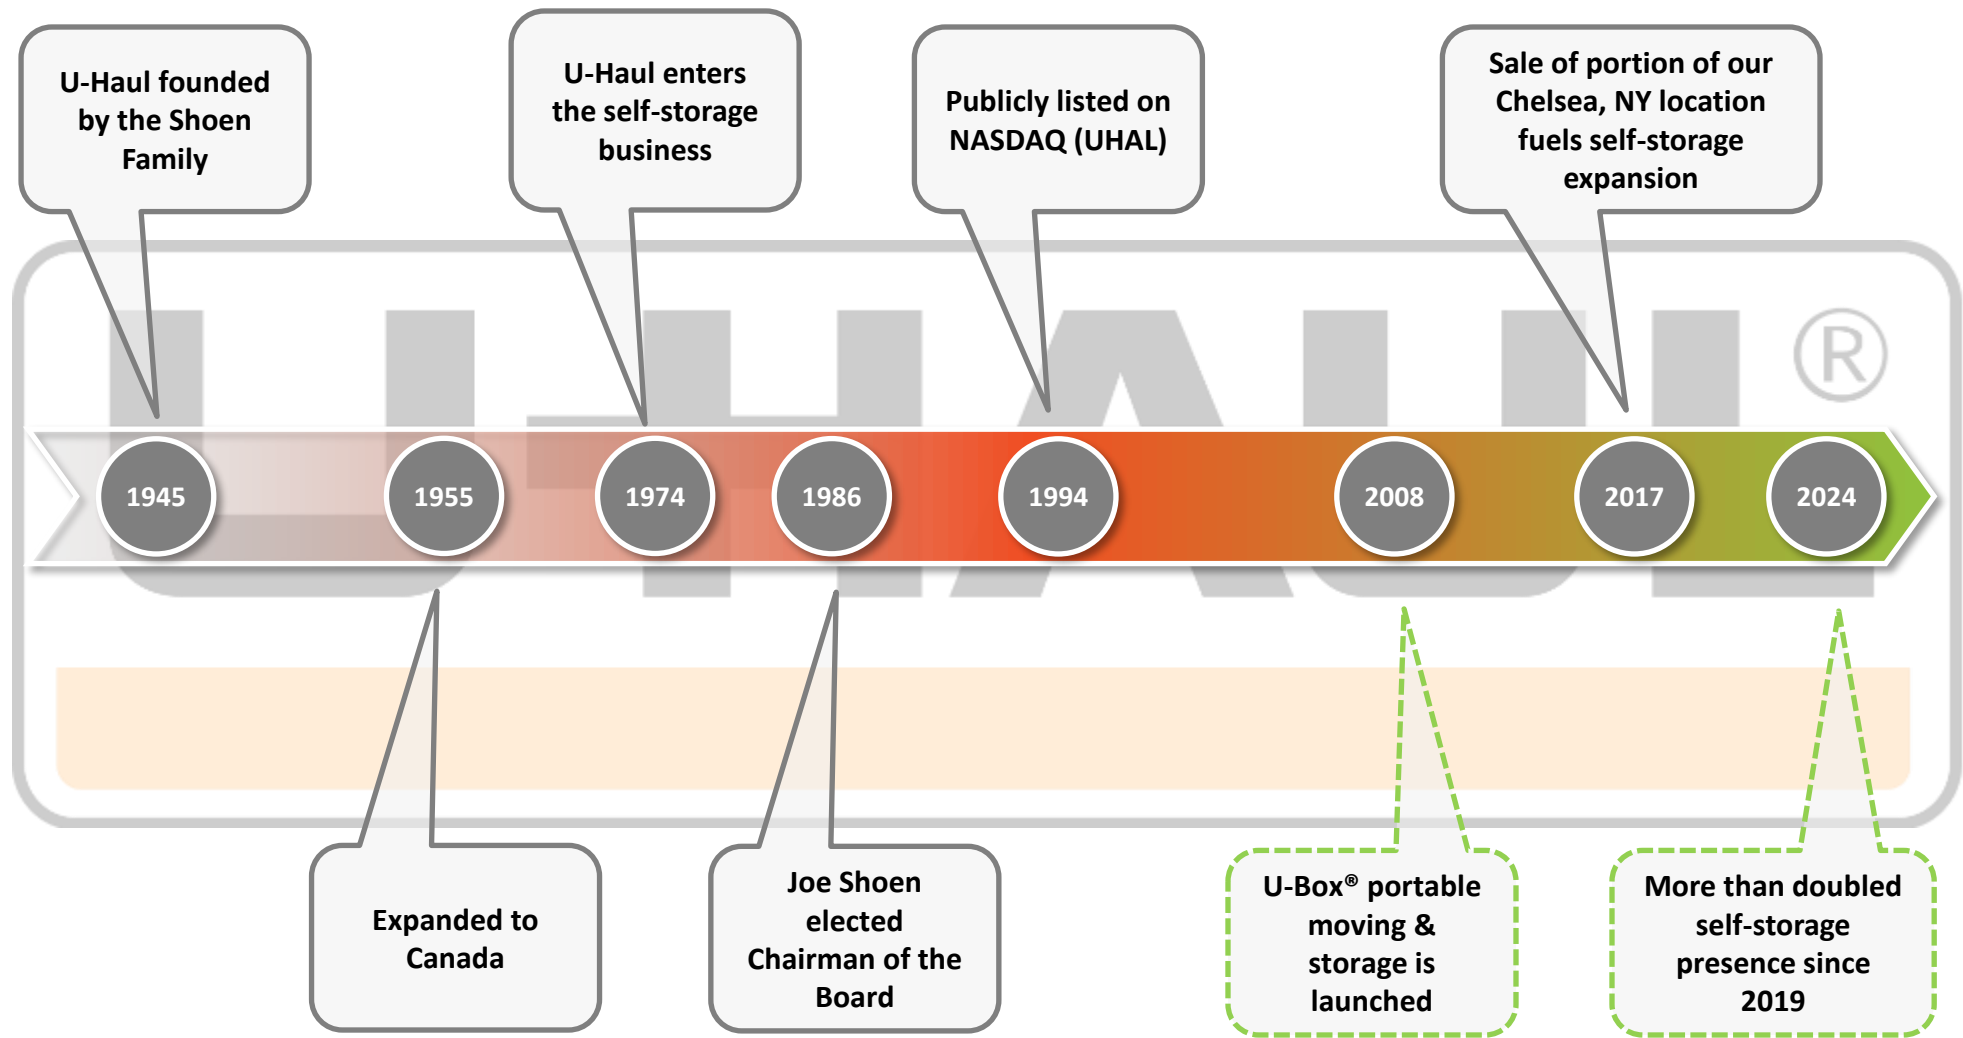 U-Haul founded
by the Shoen
Family
U-Haul enters
the self-storage
business
Publicly listed on
NASDAQ (UHAL)
Sale of portion of our
Chelsea, NY location
fuels self-storage
expansion
U-HAUL®
1945
1955
1974
1986
1994
2008
2017
2024
Expanded to
Canada
Joe Shoen
elected
Chairman of the
Board
U-Box® portable
moving &
storage is
launched
More than doubled
self-storage
presence since
2019